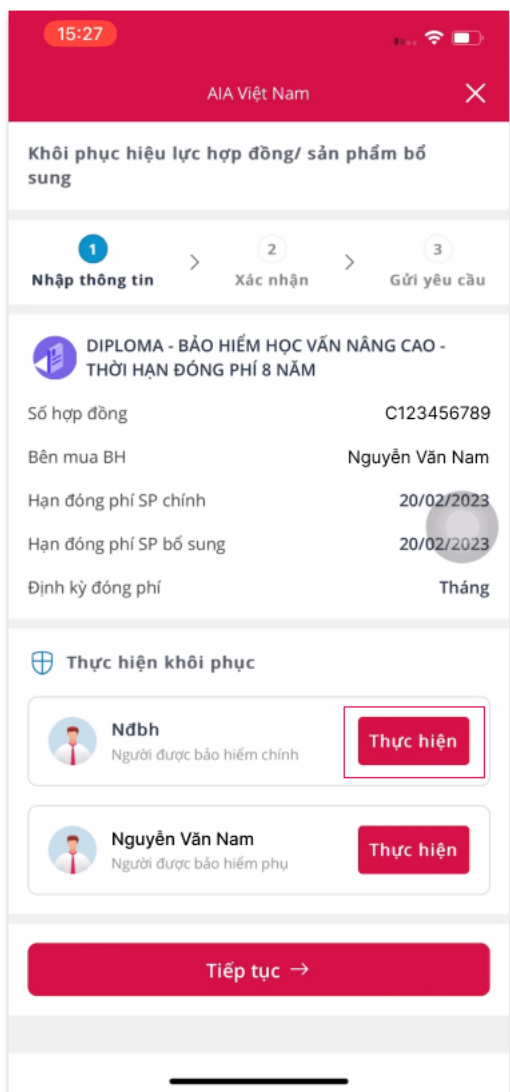 15:27
AIA Việt Nam
Khôi phục hiệu lực hợp đồng/ sản phẩm bổ
sung
1
2
3
Nhập thông tin
Xác nhận
Gửi yêu cầu
DIPLOMA - BẢO HIỂM HỌC VẤN NÂNG CAO -
THỜI HẠN ĐÓNG PHÍ 8 NĂM
Số hợp đồng C123456789
Bên mua BH Nguyễn Văn Nam
Hạn đóng phí SP chính 20/02/2023
Hạn đóng phí SP bổ sung 20/02/2023
Định kỳ đóng phí Tháng
Thực hiện khôi phục
Nđbh
Người được bảo hiểm chính
Thực hiện
Nguyễn Văn Nam
Người được bảo hiểm phụ
Thực hiện
Tiếp tục →